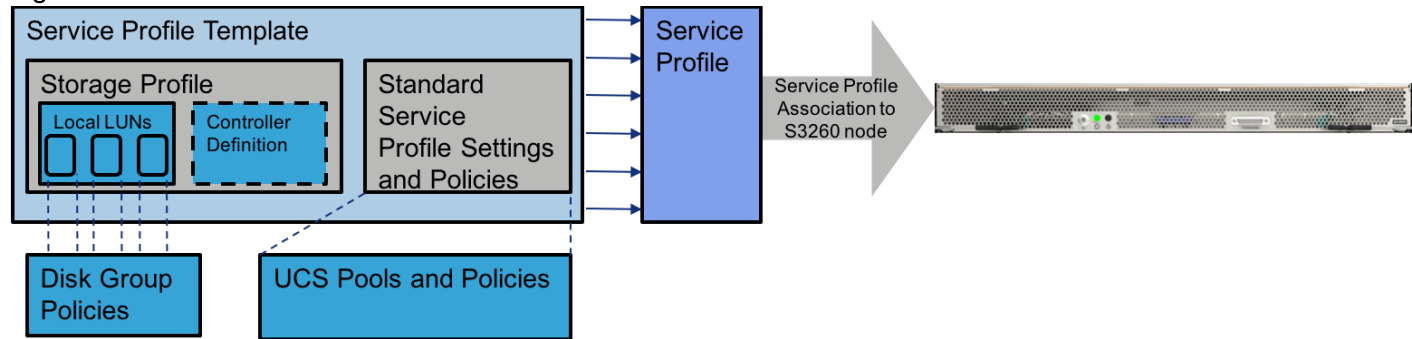 Service Profile Template
Storage Profile
Local LUNs
Controller
Definition
Standard
Service
Profile Settings
and Policies
Service
Profile
Service Profile
Association to
S3260 node
Disk Group
Policies
UCS Pools and Policies